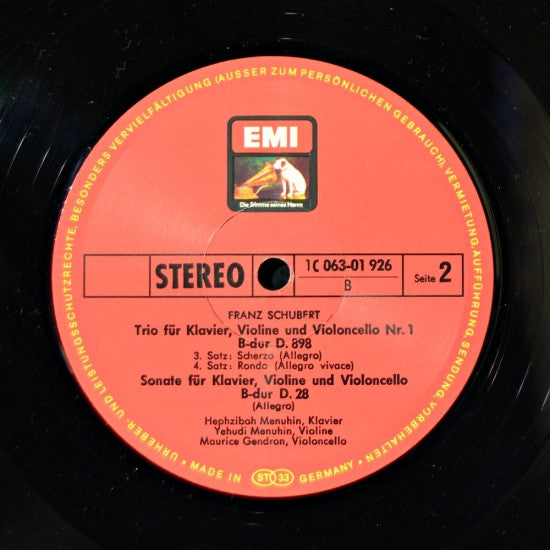 URHEBER- UND LEISTUNGSSCHUTZRECHTE, BESONDERS VERVIELFÄLTIGUNG (AUSSER ZUM PERSÖNLICHEN GEBRAUCH), VERMIETUNG, AUFFÜHRUNG, SENDUNG, VORBEHALTEN
EMI
Die Stimme seines Herrn
STEREO
1C 063-01 926
B
Seite 2
FRANZ SCHUBERT
Trio für Klavier, Violine und Violoncello Nr. 1
B-dur D. 898
3. Satz: Scherzo (Allegro)
4. Satz: Rondo (Allegro vivace)
Sonate für Klavier, Violine und Violoncello
B-dur D. 28
(Allegro)
Hephzibah Menuhin, Klavier
Yehudi Menuhin, Violine
Maurice Gendron, Violoncello
• MADE IN ST 33 GERMANY •